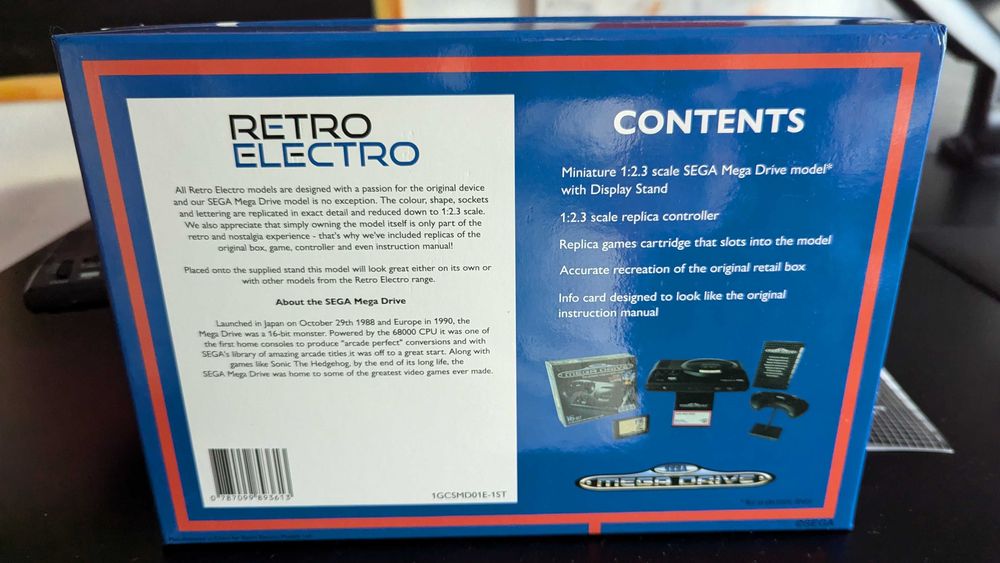 RETRO
ELECTRO
All Retro Electro models are designed with a passion for the original device
and our SEGA Mega Drive model is no exception. The colour, shape, sockets
and lettering are replicated in exact detail and reduced down to 1:2.3 scale.
We also appreciate that simply owning the model itself is only part of the
retro and nostalgia experience - that's why we've included replicas of the
original box, game, controller and even instruction manual!
Placed onto the supplied stand this model will look great either on its own or
with other models from the Retro Electro range.
About the SEGA Mega Drive
Launched in Japan on October 29th 1988 and Europe in 1990, the
Mega Drive was a 16-bit monster. Powered by the 68000 CPU it was one of
the first home consoles to produce "arcade perfect" conversions and with
SEGA's library of amazing arcade titles it was off to a great start. Along with
games like Sonic The Hedgehog, by the end of its long life, the
SEGA Mega Drive was home to some of the greatest video games ever made.
0 787099 893613
1GCSMD01E-1ST
CONTENTS
Miniature 1:2.3 scale SEGA Mega Drive model*
with Display Stand
1:2.3 scale replica controller
Replica games cartridge that slots into the model
Accurate recreation of the original retail box
Info card designed to look like the original
instruction manual
MEGA DRIVE
SEGA
MEGA DRIVE
©SEGA